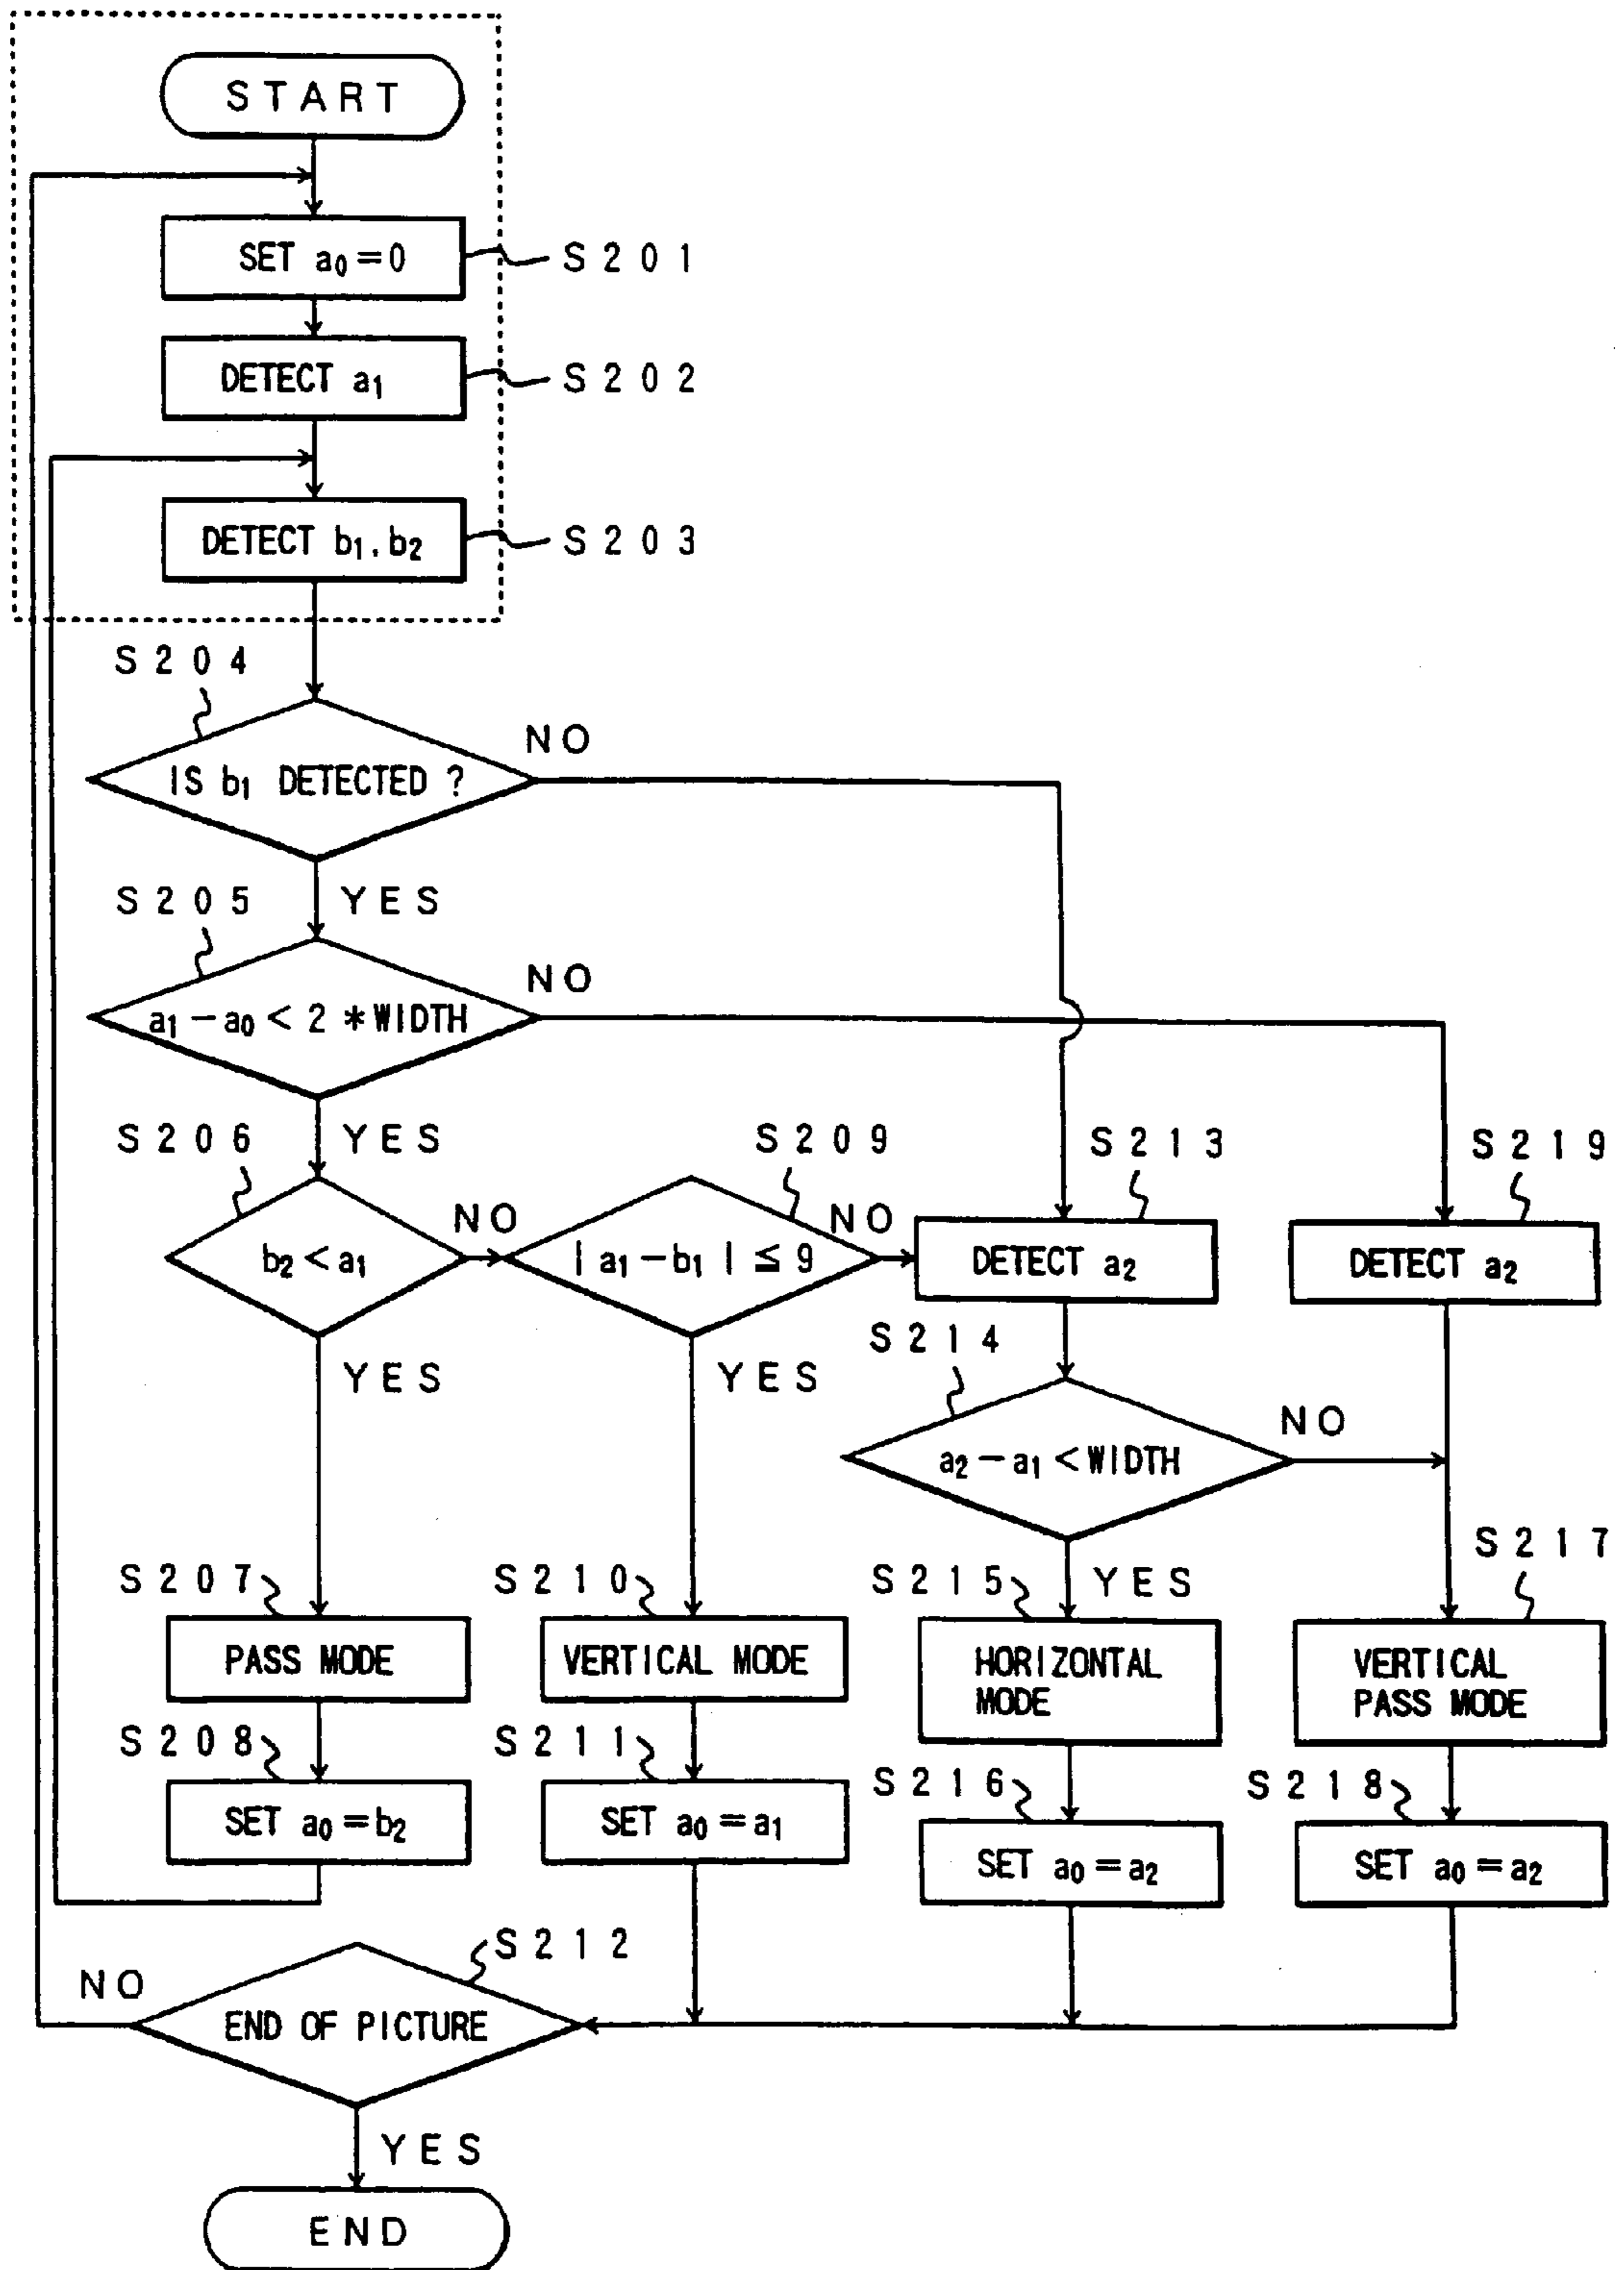 START
SET a₀=0
S201
DETECT a₁
S202
DETECT b₁, b₂
S203
S204
IS b₁ DETECTED ?
NO
YES
S205
a₁−a₀ < 2 *WIDTH
NO
YES
S206
b₂ < a₁
NO
YES
S209
| a₁−b₁ | ≦ 9
NO
YES
S213
DETECT a₂
S219
DETECT a₂
S214
a₂−a₁ < WIDTH
NO
YES
S207
PASS MODE
S210
VERTICAL MODE
S215
HORIZONTAL
MODE
S217
VERTICAL
PASS MODE
S208
SET a₀=b₂
S211
SET a₀=a₁
S216
SET a₀=a₂
S218
SET a₀=a₂
S212
END OF PICTURE
NO
YES
END